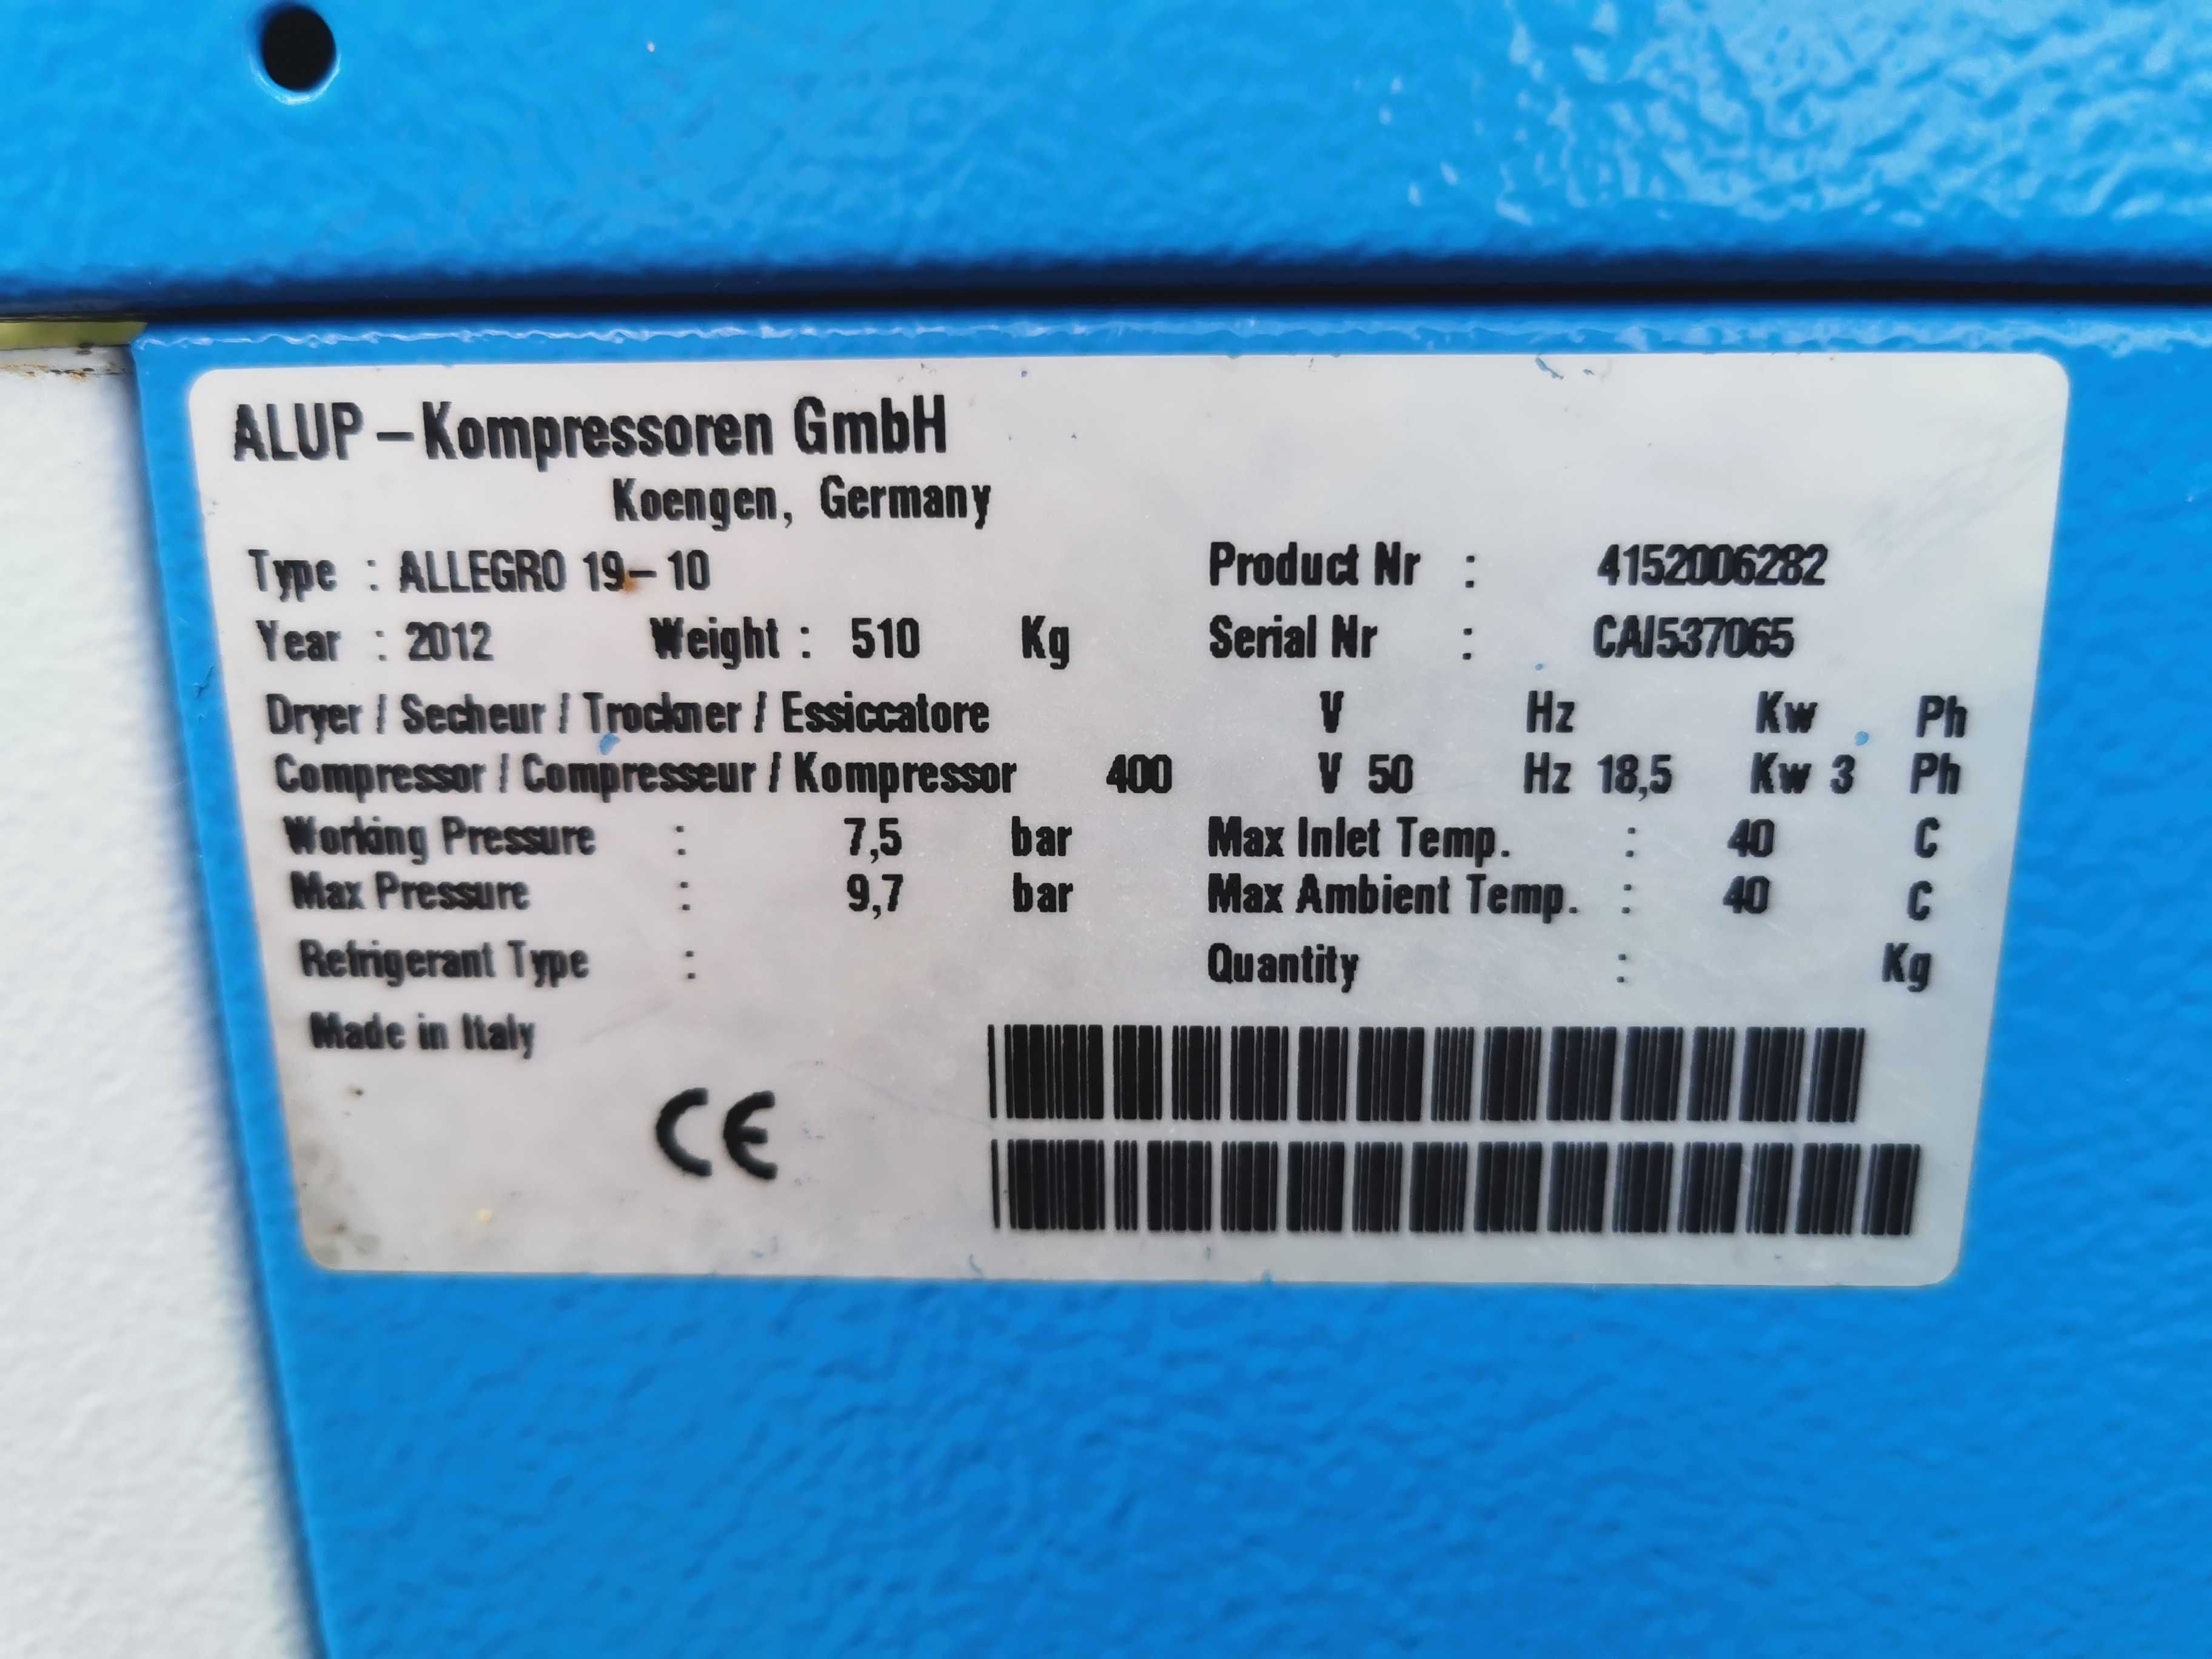 ALUP – Kompressoren GmbH
Koengen, Germany
Type : ALLEGRO 19 – 10 Product Nr : 4152006282
Year : 2012 Weight : 510 Kg Serial Nr : CAI537065
Dryer / Secheur / Trockner / Essiccatore V Hz Kw Ph
Compressor / Compresseur / Kompressor 400 V 50 Hz 18,5 Kw 3 Ph
Working Pressure : 7,5 bar Max Inlet Temp. : 40 C
Max Pressure : 9,7 bar Max Ambient Temp. : 40 C
Refrigerant Type : Quantity : Kg
Made in Italy
CE